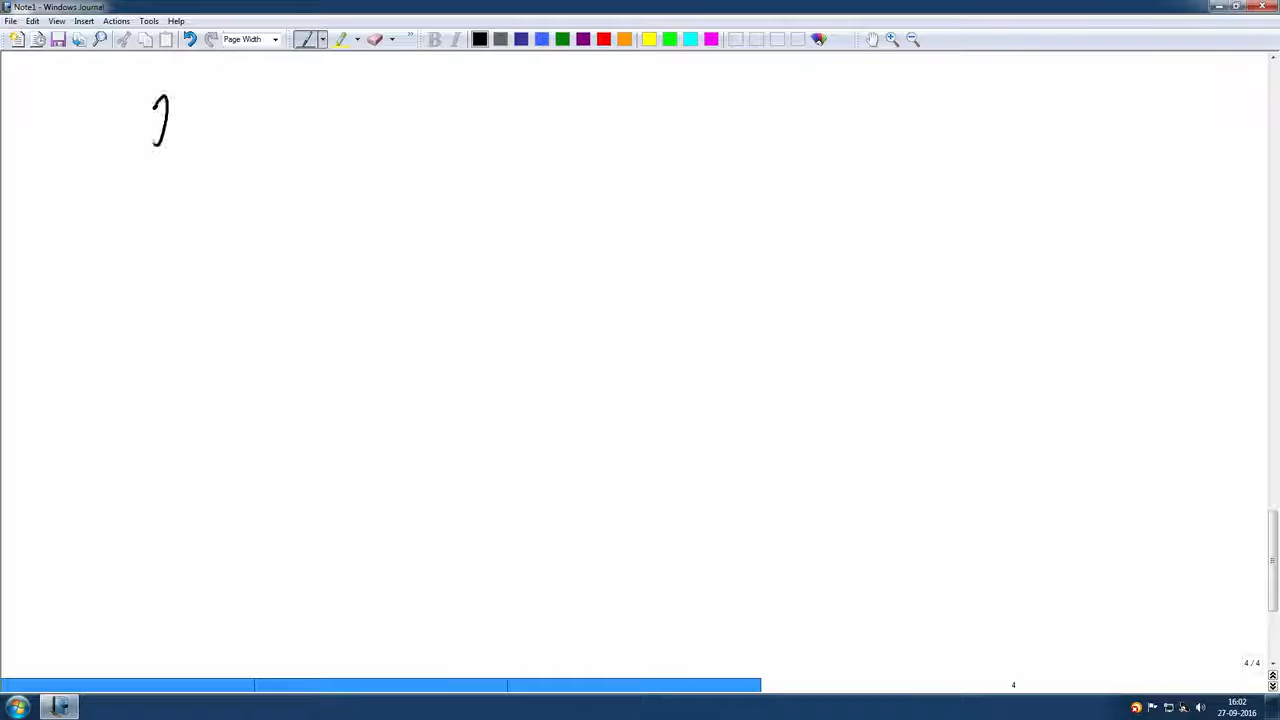 Note1 - Windows Journal
File Edit View Insert Actions Tools Help
Page Width
B I
4 / 4
4
16:02
27-09-2016